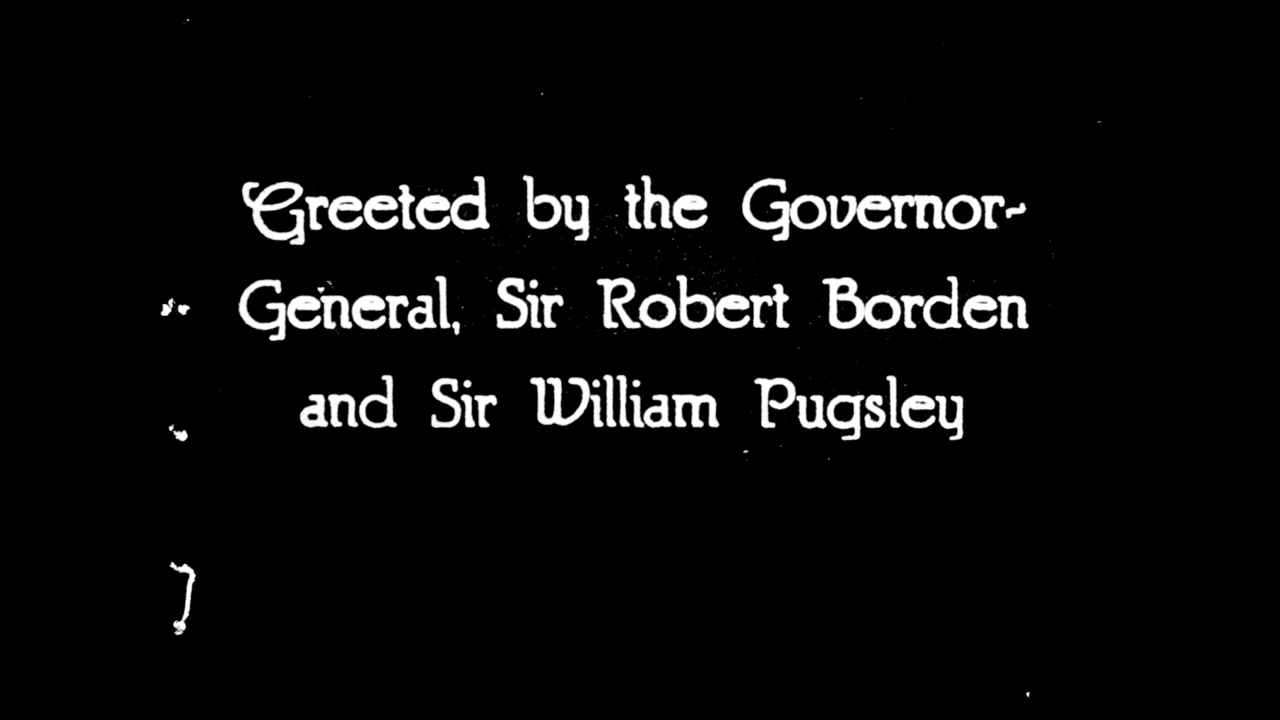 Greeted by the Governor-
General, Sir Robert Borden
and Sir William Pugsley